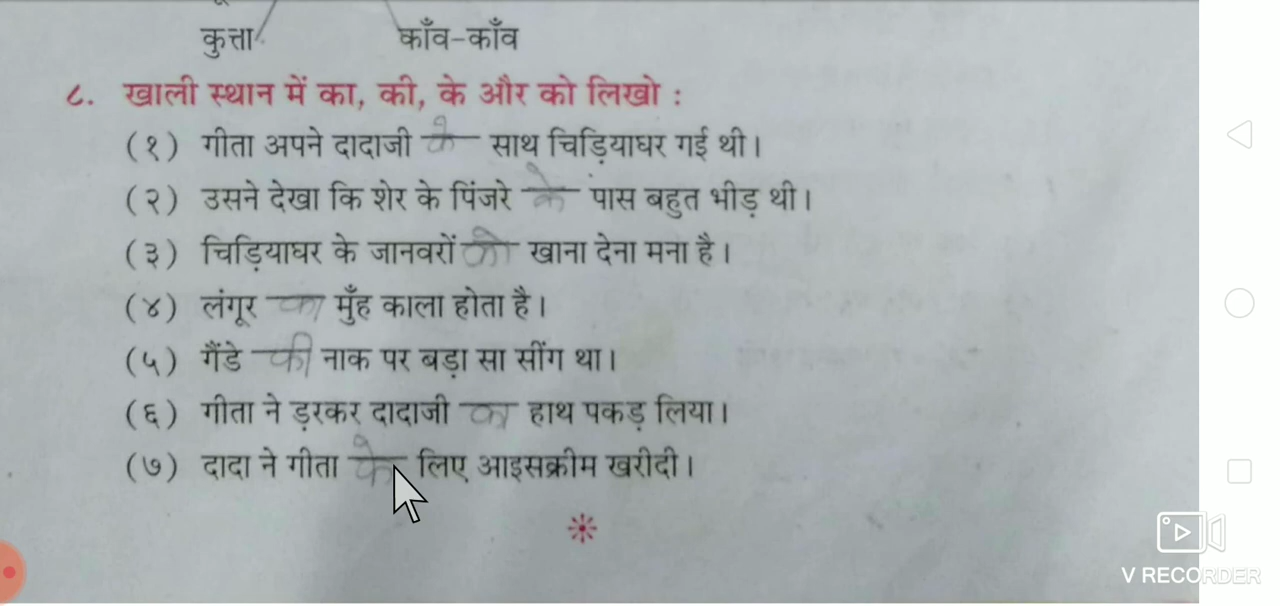 कुत्ता काँव-काँव
८. खाली स्थान में का, की, के और को लिखो :
(१) गीता अपने दादाजी के साथ चिड़ियाघर गई थी।
(२) उसने देखा कि शेर के पिंजरे के पास बहुत भीड़ थी।
(३) चिड़ियाघर के जानवरों को खाना देना मना है।
(४) लंगूर का मुँह काला होता है।
(५) गैंडे की नाक पर बड़ा सा सींग था।
(६) गीता ने ड़रकर दादाजी का हाथ पकड़ लिया।
(७) दादा ने गीता के लिए आइसक्रीम खरीदी।
V RECORDER